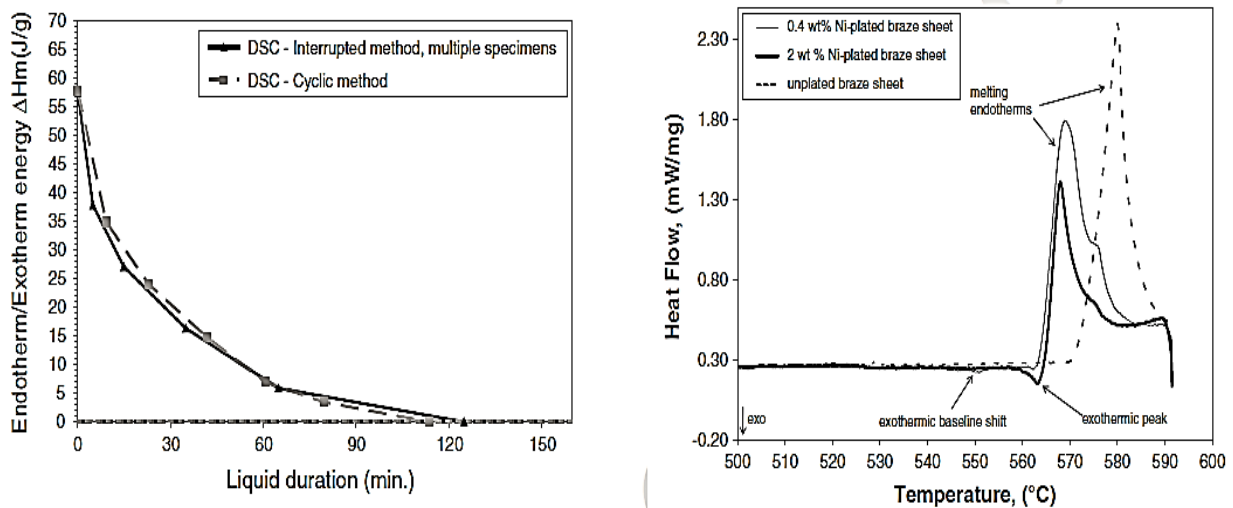 Endotherm/Exotherm energy ΔHm(J/g)
70
65
60
55
50
45
40
35
30
25
20
15
10
5
0
DSC - Interrupted method, multiple specimens
DSC - Cyclic method
0 30 60 90 120 150
Liquid duration (min.)
Heat Flow, (mW/mg)
2.30
1.80
1.30
0.80
0.30
-0.20
0.4 wt% Ni-plated braze sheet
2 wt % Ni-plated braze sheet
unplated braze sheet
melting
endotherms
exo
exothermic baseline shift
exothermic peak
500 510 520 530 540 550 560 570 580 590 600
Temperature, (°C)